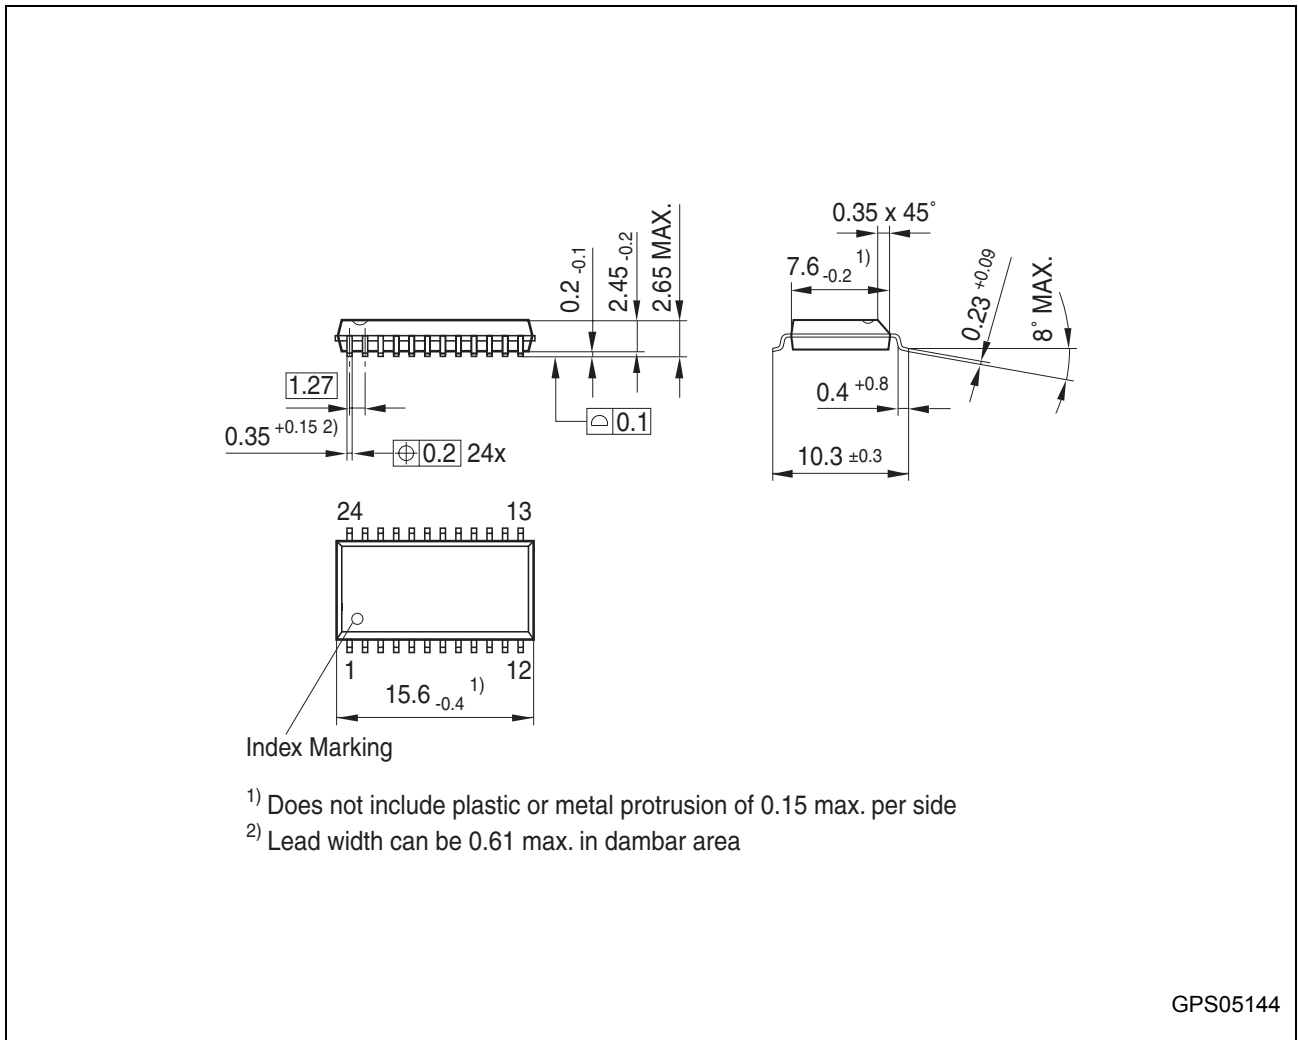 0.35 x 45°
7.6 -0.2 1)
0.2 -0.1
2.45 -0.2
2.65 MAX.
0.23 +0.09
8° MAX.
1.27
0.4 +0.8
0.1
0.35 +0.15 2)
0.2 24x
10.3 ±0.3
24 13
1 12
15.6 -0.4 1)
Index Marking
1) Does not include plastic or metal protrusion of 0.15 max. per side
2) Lead width can be 0.61 max. in dambar area
GPS05144